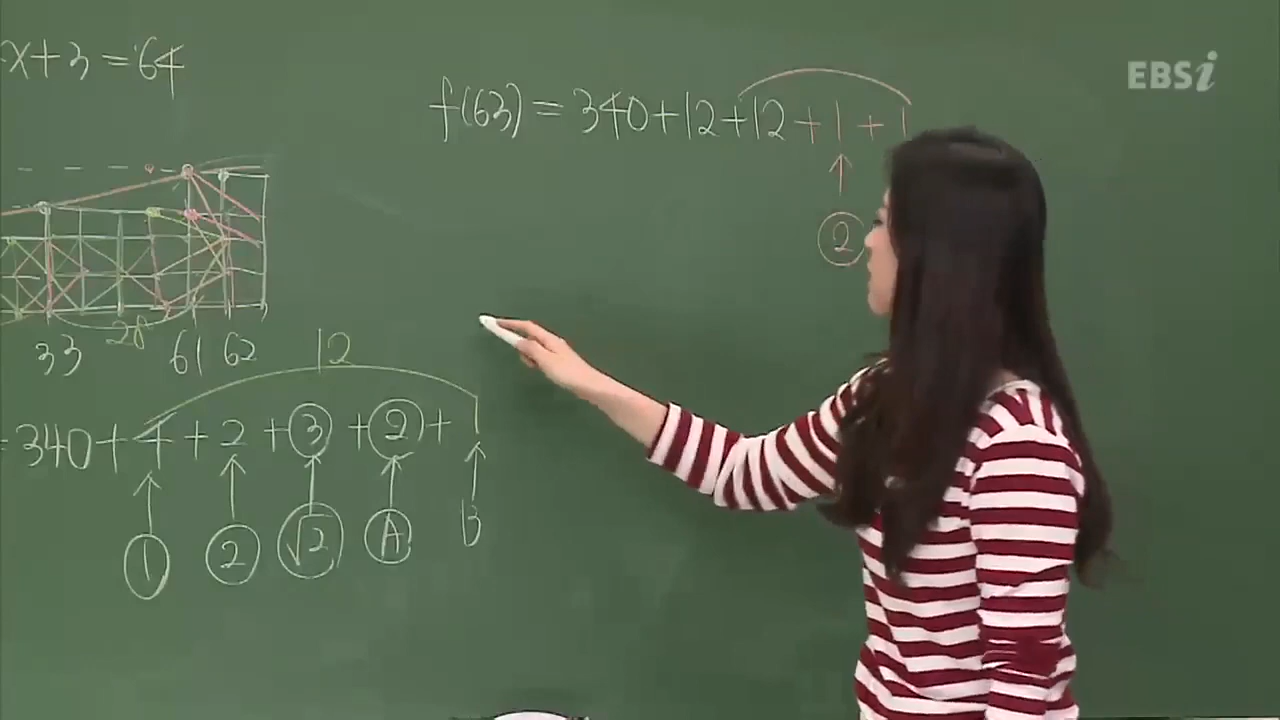 x+3=64
EBSi
f(63)=340+12+12+1+1
②
33 28 61 62
12
=340+4+2+③+②+
① ② √2 A B